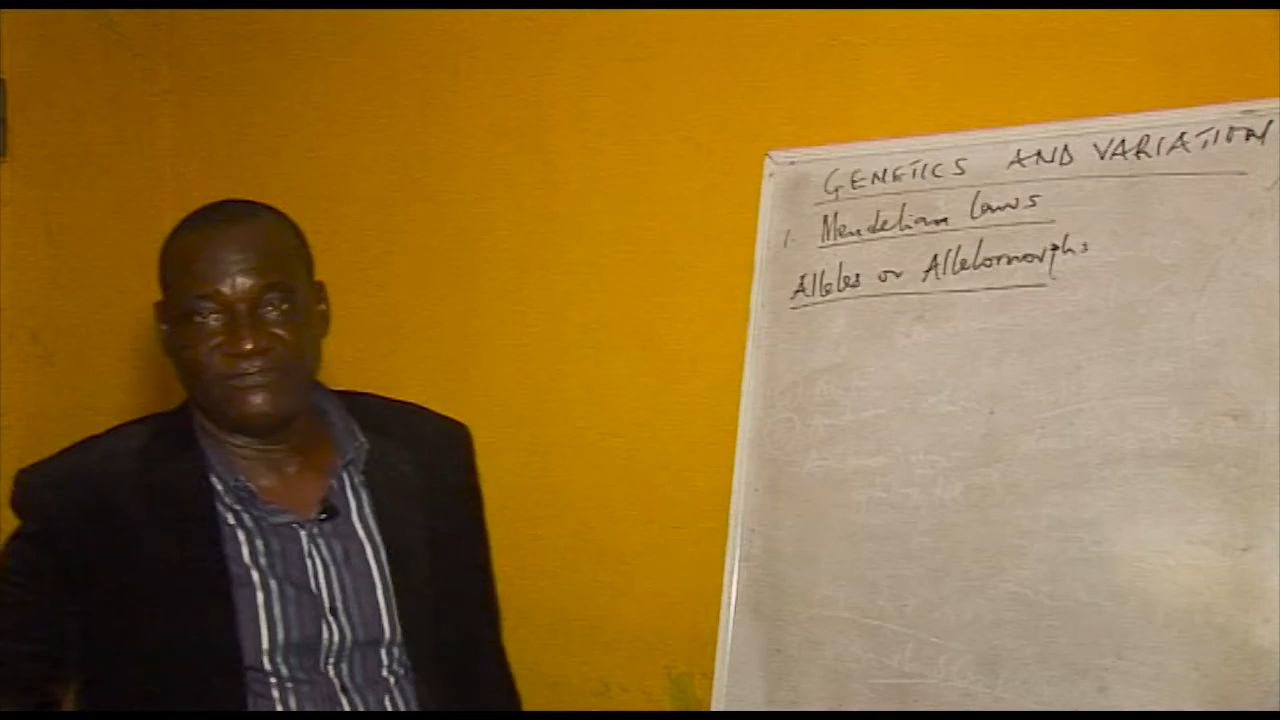 GENETICS AND VARIATION
1. Mendelian laws
Alleles or Allelomorphs